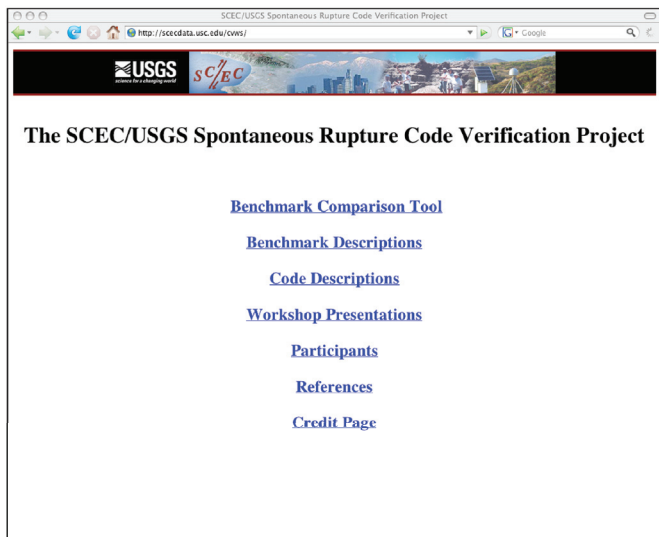 SCEC/USGS Spontaneous Rupture Code Verification Project
http://scecdata.usc.edu/cvws/
Google
USGS
science for a changing world
SC/EC
The SCEC/USGS Spontaneous Rupture Code Verification Project
Benchmark Comparison Tool
Benchmark Descriptions
Code Descriptions
Workshop Presentations
Participants
References
Credit Page